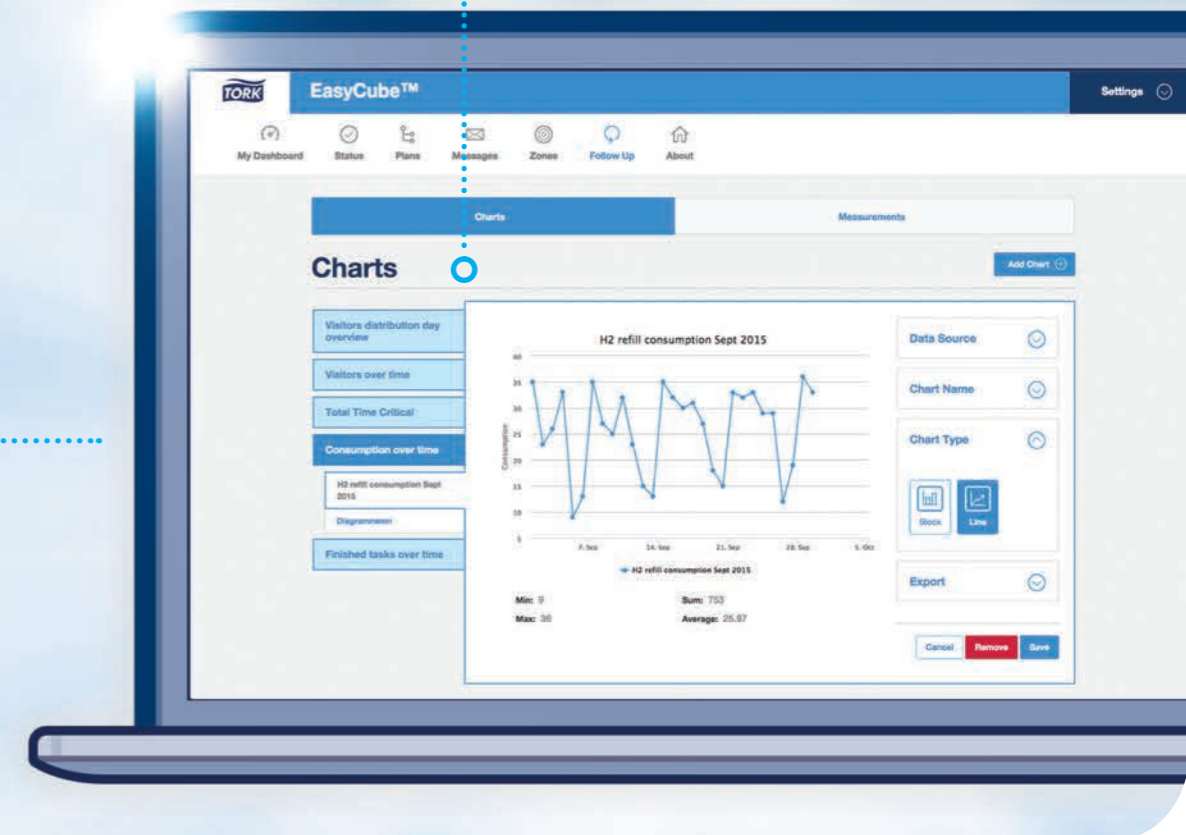 TORK
EasyCube™
Settings
My Dashboard
Status
Plans
Messages
Zones
Follow Up
About
Charts
Measurements
Charts
Add Chart
Visitors distribution day
overview
Visitors over time
Total Time Critical
Consumption over time
H2 refill consumption Sept
2015
Finished tasks over time
H2 refill consumption Sept 2015
Consumption
40
35
30
25
20
15
10
5
7. Sep
14. Sep
21. Sep
28. Sep
5. Oct
H2 refill consumption Sept 2015
Min: 9
Max: 36
Sum: 753
Average: 25.97
Data Source
Chart Name
Chart Type
Line
Export
Cancel
Remove
Save